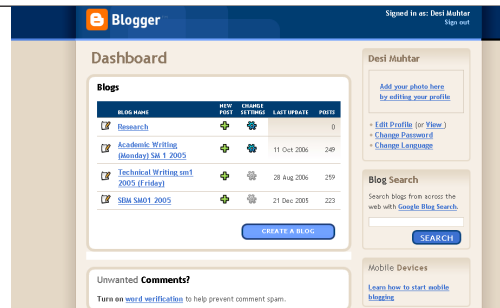 Blogger
Signed in as: Desi Muhtar
Sign out
Dashboard
Blogs
BLOG NAME NEW POST CHANGE SETTINGS LAST UPDATE POSTS
Research 0
Academic Writing
(Monday) SM 1 2005 11 Oct 2006 249
Technical Writing sm1
2005 (Friday) 28 Aug 2006 259
SBM SM01 2005 21 Dec 2005 223
CREATE A BLOG
Unwanted Comments?
Turn on word verification to help prevent comment spam.
Desi Muhtar
Add your photo here
by editing your profile
Edit Profile (or View )
Change Password
Change Language
Blog Search
Search blogs from across the
web with Google Blog Search.
SEARCH
Mobile Devices
Learn how to start mobile
blogging